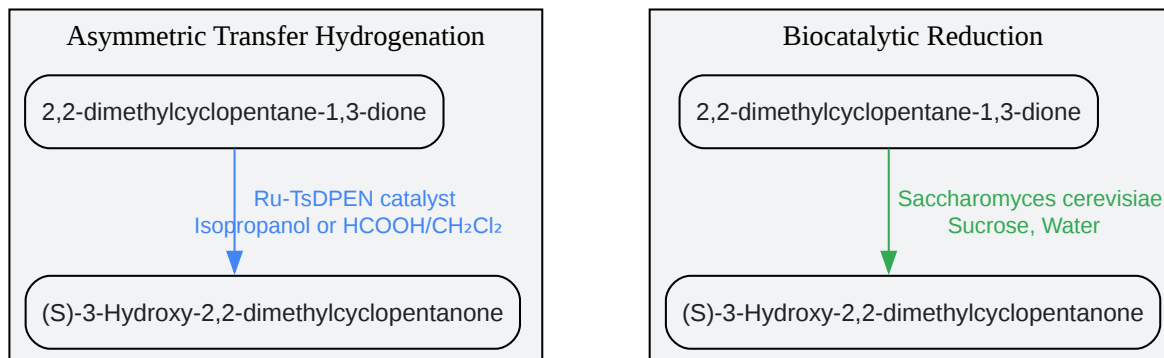 Asymmetric Transfer Hydrogenation
2,2-dimethylcyclopentane-1,3-dione
Ru-TsDPEN catalyst
Isopropanol or HCOOH/CH₂Cl₂
(S)-3-Hydroxy-2,2-dimethylcyclopentanone
Biocatalytic Reduction
2,2-dimethylcyclopentane-1,3-dione
Saccharomyces cerevisiae
Sucrose, Water
(S)-3-Hydroxy-2,2-dimethylcyclopentanone